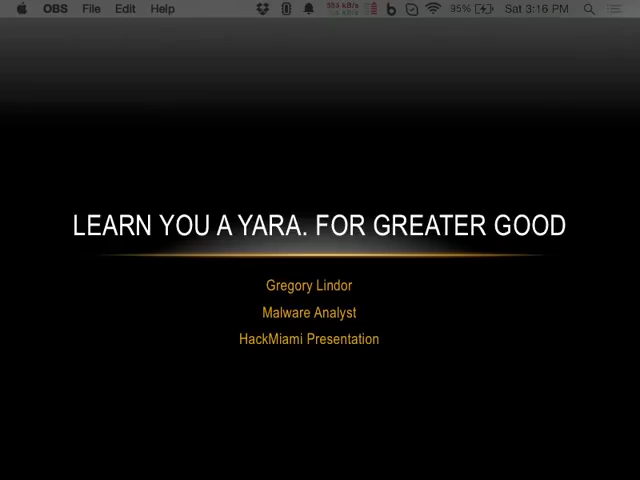 OBS File Edit Help 95% Sat 3:16 PM
LEARN YOU A YARA. FOR GREATER GOOD
Gregory Lindor
Malware Analyst
HackMiami Presentation